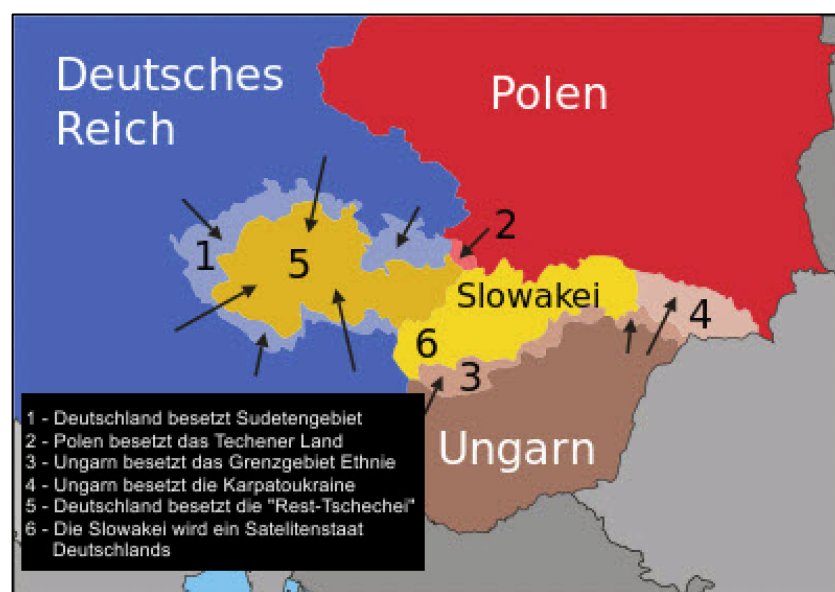 Deutsches
Reich
Polen
1
2
5
Slowakei
4
6
3
Ungarn
1 - Deutschland besetzt Sudetengebiet
2 - Polen besetzt das Techener Land
3 - Ungarn besetzt das Grenzgebiet Ethnie
4 - Ungarn besetzt die Karpatoukraine
5 - Deutschland besetzt die "Rest-Tschechei"
6 - Die Slowakei wird ein Satelitenstaat
Deutschlands